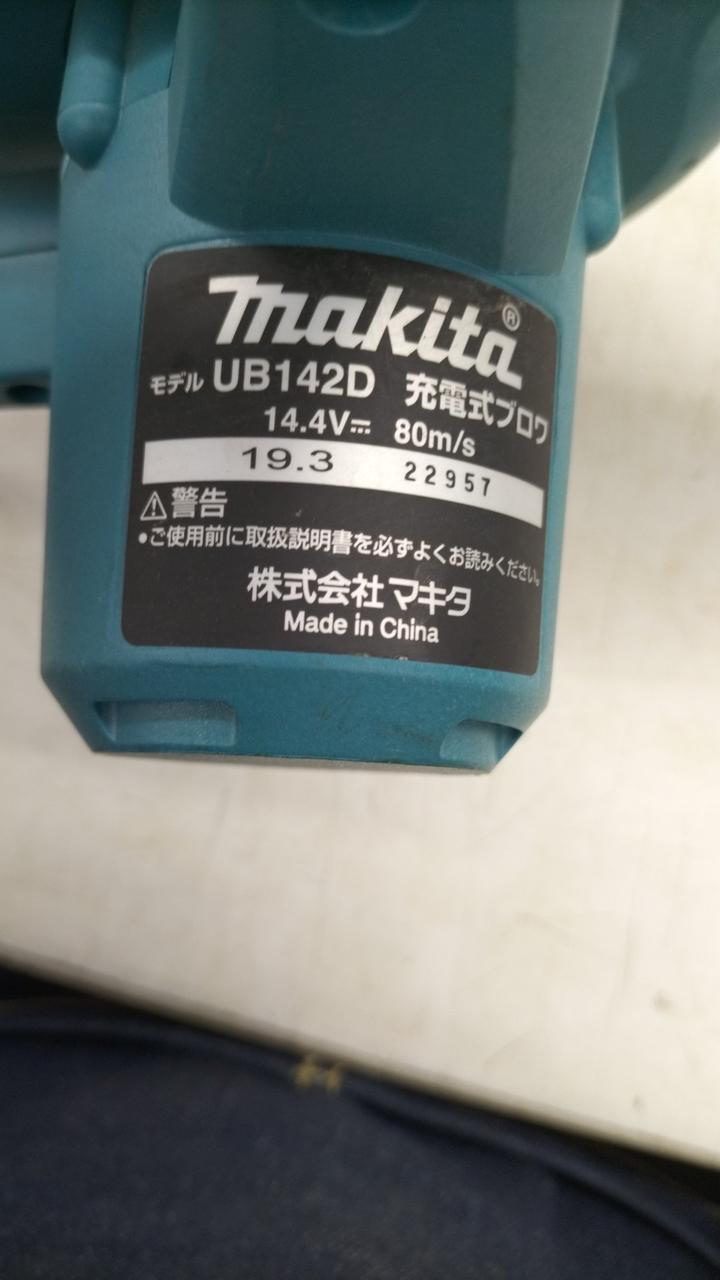 makita®
モデル UB142D 充電式ブロワ
14.4V⎓ 80m/s
19.3 22957
⚠警告
•ご使用前に取扱説明書を必ずよくお読みください。
株式会社マキタ
Made in China